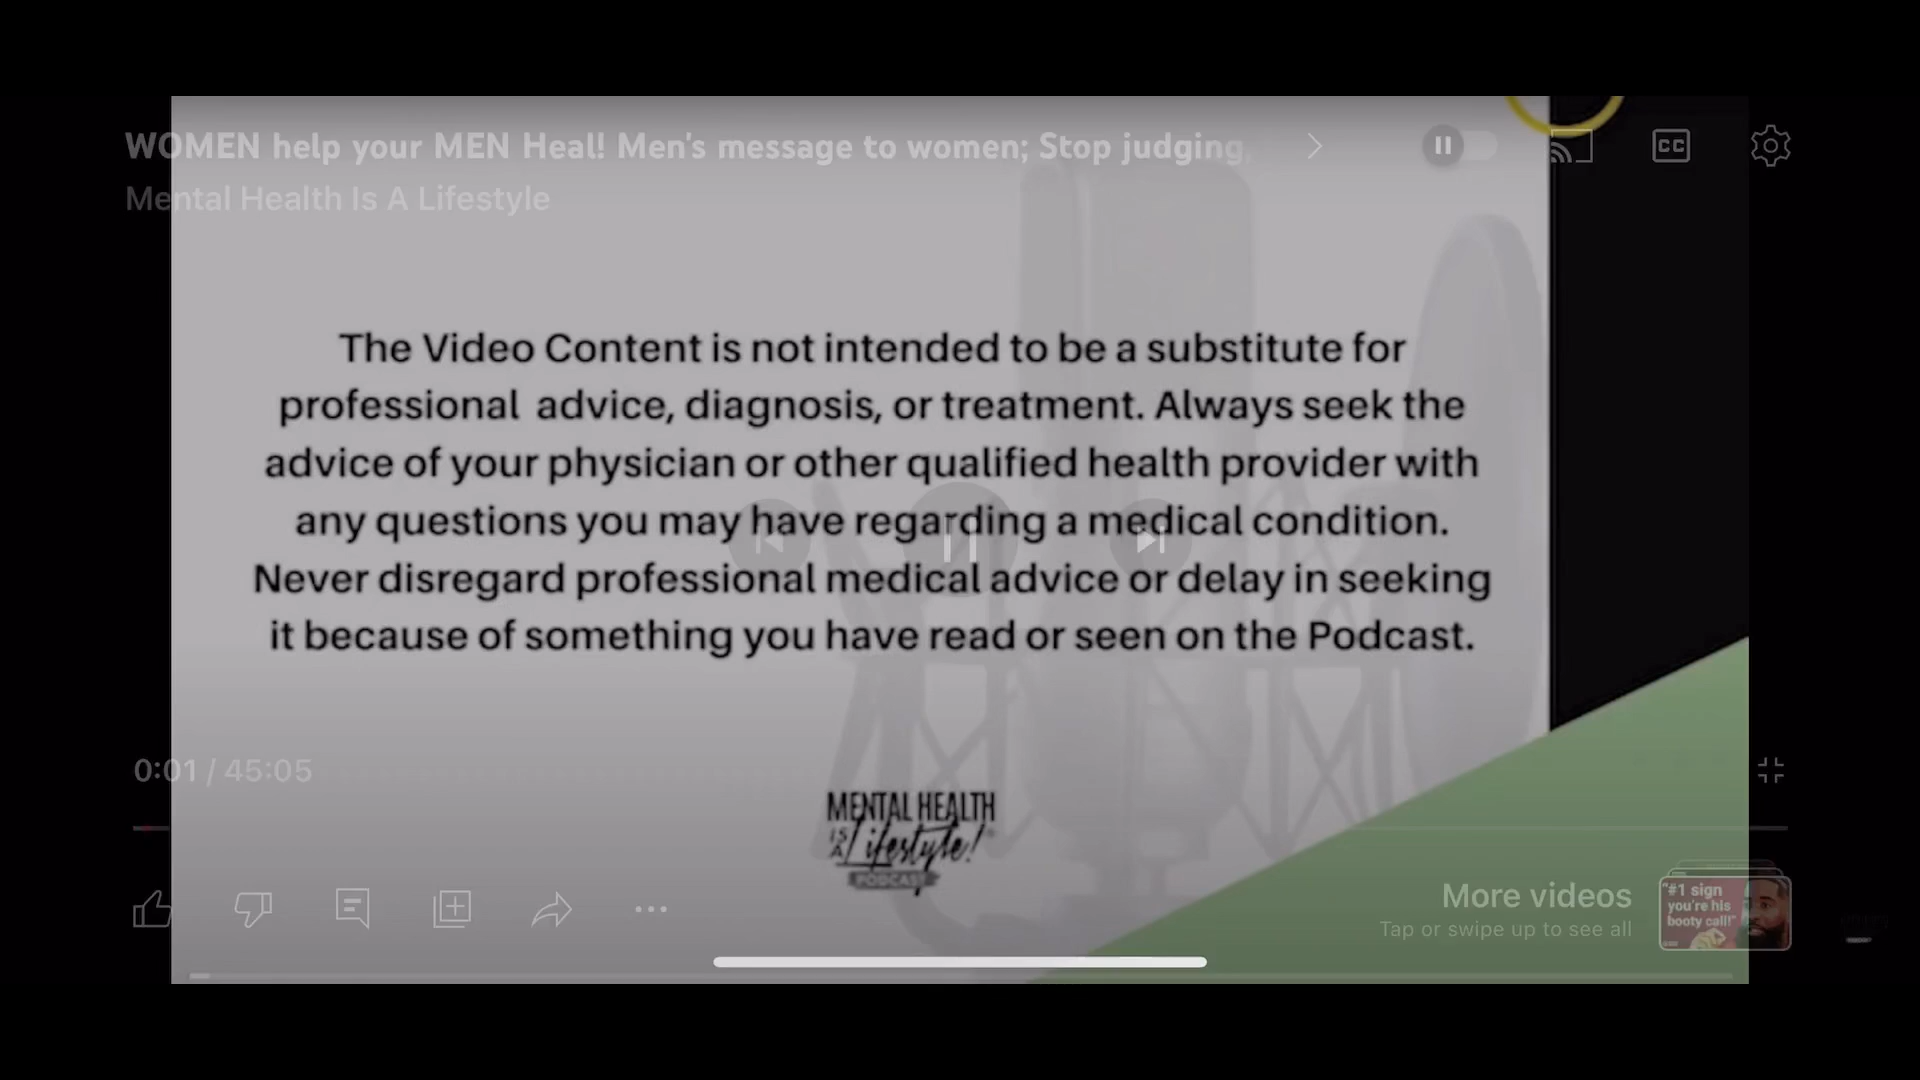 WOMEN help your MEN Heal! Men's message to women; Stop judging,
CC
Mental Health Is A Lifestyle
The Video Content is not intended to be a substitute for
professional advice, diagnosis, or treatment. Always seek the
advice of your physician or other qualified health provider with
any questions you may have regarding a medical condition.
Never disregard professional medical advice or delay in seeking
it because of something you have read or seen on the Podcast.
0:01 / 45:05
MENTAL HEALTH
IS A Lifestyle!
PODCAST
More videos
Tap or swipe up to see all
"#1 sign
you're his
booty call!"